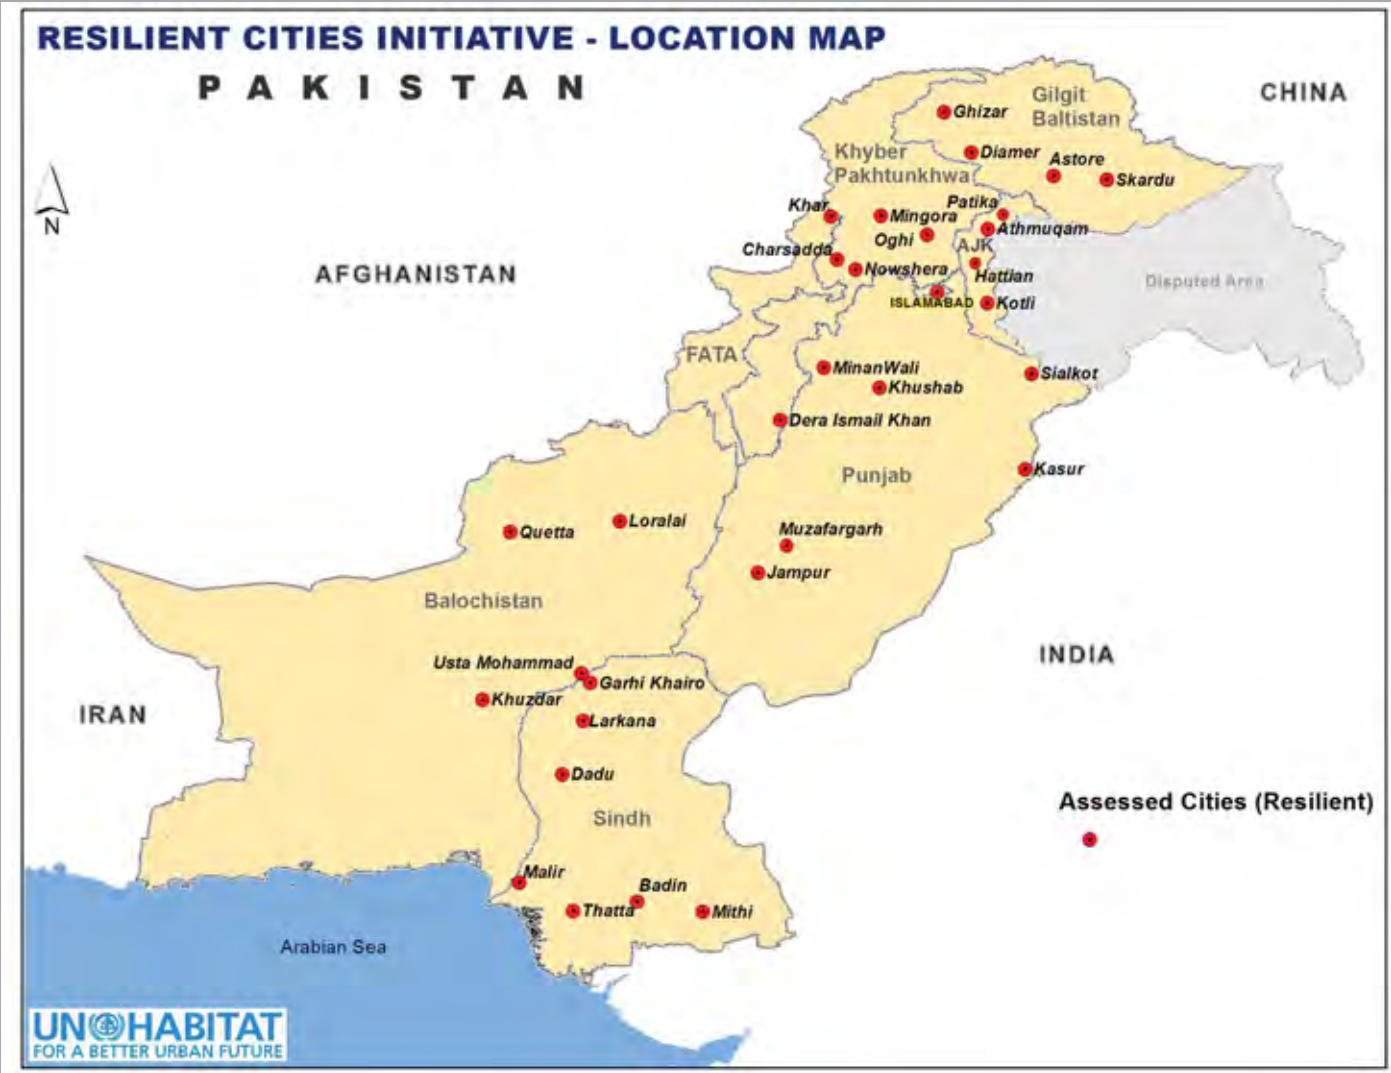 RESILIENT CITIES INITIATIVE - LOCATION MAP
PAKISTAN
CHINA
Gilgit
Baltistan
Ghizar
Khyber
Pakhtunkhwa
Diamer
Astore
Skardu
Khar
Mingora
Patika
N
Oghi
Athmuqam
AJK
Charsadda
Nowshera
AFGHANISTAN
Hattian
Disputed Area
ISLAMABAD
Kotli
FATA
MinanWali
Sialkot
Khushab
Dera Ismail Khan
Punjab
Kasur
Quetta
Loralai
Muzafargarh
Jampur
Balochistan
INDIA
Usta Mohammad
Garhi Khairo
Khuzdar
IRAN
Larkana
Dadu
Assessed Cities (Resilient)
Sindh
Malir
Badin
Thatta
Mithi
Arabian Sea
UN HABITAT
FOR A BETTER URBAN FUTURE